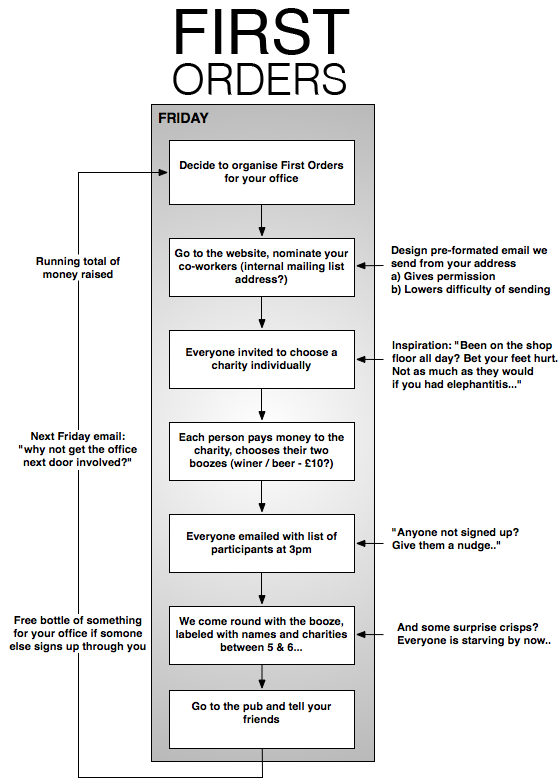 FIRST
ORDERS
FRIDAY
Decide to organise First Orders
for your office
Go to the website, nominate your
co-workers (internal mailing list
address?)
Design pre-formated email we
send from your address
a) Gives permission
b) Lowers difficulty of sending
Running total of
money raised
Everyone invited to choose a
charity individually
Inspiration: "Been on the shop
floor all day? Bet your feet hurt.
Not as much as they would
if you had elephantitis..."
Each person pays money to the
charity, chooses their two
boozes (winer / beer - £10?)
Next Friday email:
"why not get the office
next door involved?"
Everyone emailed with list of
participants at 3pm
"Anyone not signed up?
Give them a nudge.."
We come round with the booze,
labeled with names and charities
between 5 & 6...
And some surprise crisps?
Everyone is starving by now..
Free bottle of something
for your office if somone
else signs up through you
Go to the pub and tell your
friends